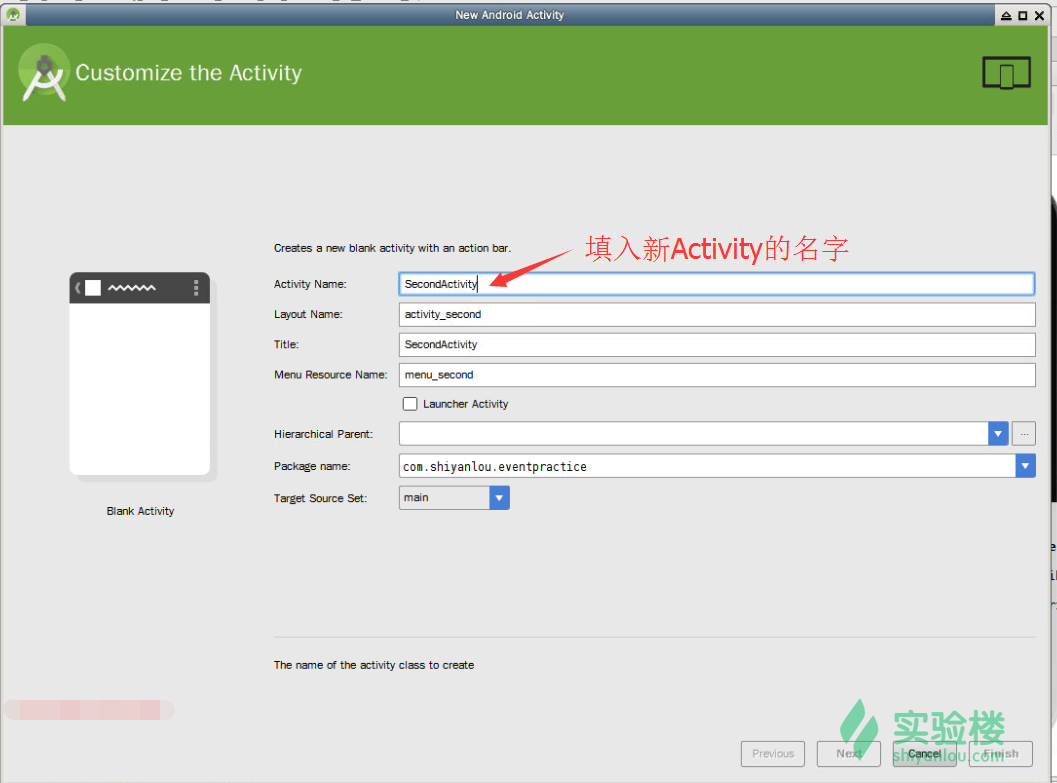 New Android Activity
Customize the Activity
Creates a new blank activity with an action bar.
填入新Activity的名字
Activity Name: SecondActivity
Layout Name: activity_second
Title: SecondActivity
Menu Resource Name: menu_second
Launcher Activity
Hierarchical Parent: ...
Package name: com.shiyanlou.eventpractice
Target Source Set: main
Blank Activity
The name of the activity class to create
实验楼
shiyanlou.com
Previous Next Cancel Finish